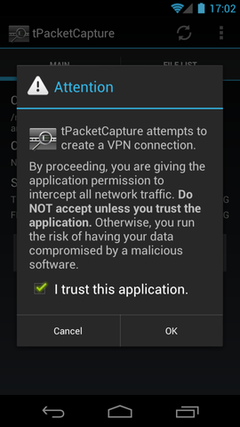 17:02
tPacketCapture
MAIN
FILE LIST
Attention
tPacketCapture attempts to
create a VPN connection.
By proceeding, you are giving the
application permission to
intercept all network traffic. Do
NOT accept unless you trust the
application. Otherwise, you run
the risk of having your data
compromised by a malicious
software.
I trust this application.
Cancel
OK